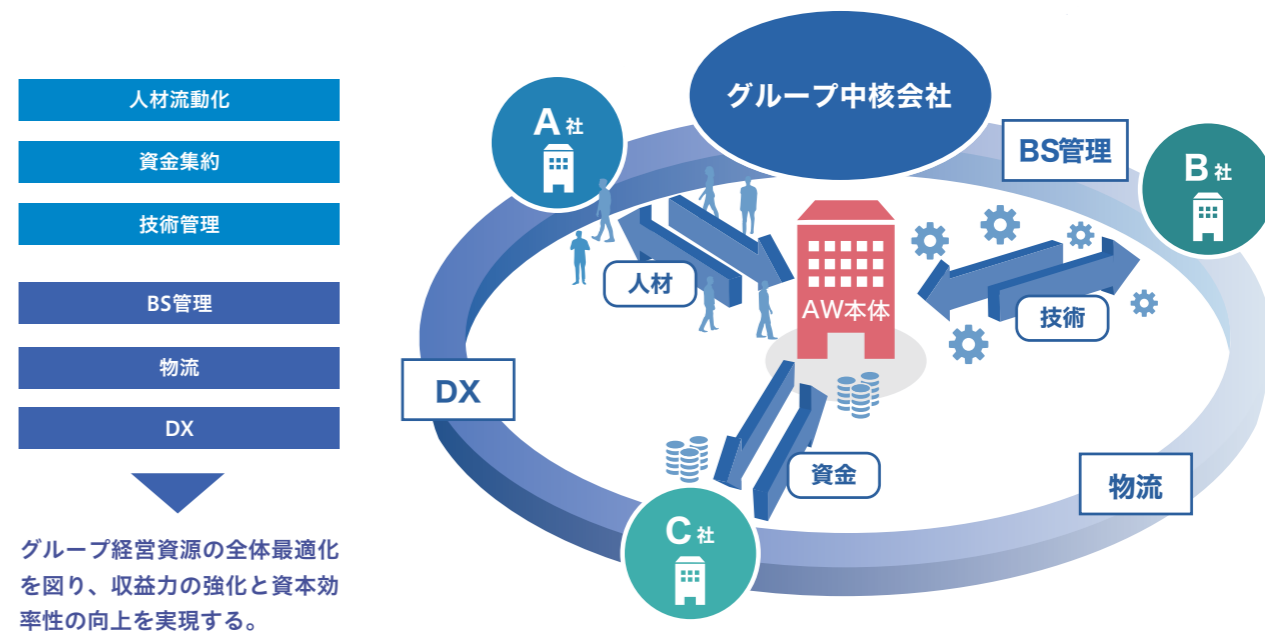 人材流動化
資金集約
技術管理
BS管理
物流
DX
グループ経営資源の全体最適化
を図り、収益力の強化と資本効
率性の向上を実現する。
グループ中核会社
A社
BS管理
B社
人材
AW本体
技術
DX
資金
物流
C社